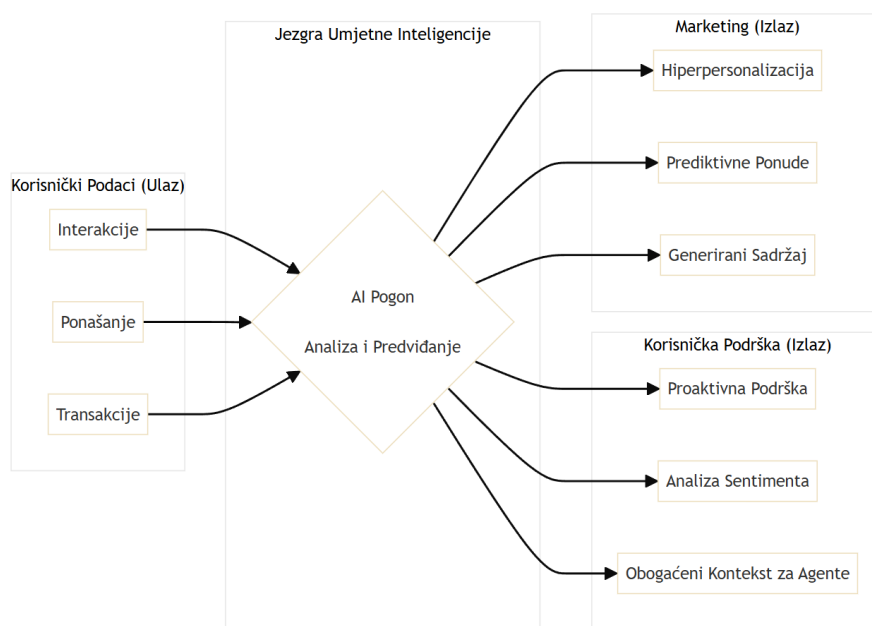 Korisnički Podaci (Ulaz)
Interakcije
Ponašanje
Transakcije
Jezgra Umjetne Inteligencije
AI Pogon
Analiza i Predviđanje
Marketing (Izlaz)
Hiperpersonalizacija
Prediktivne Ponude
Generirani Sadržaj
Korisnička Podrška (Izlaz)
Proaktivna Podrška
Analiza Sentimenta
Obogaćeni Kontekst za Agente